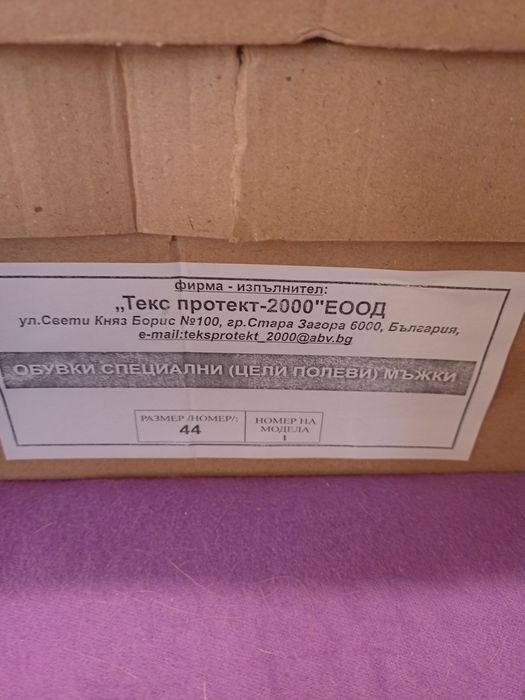 фирма - изпълнител:
„Текс протект-2000"ЕООД
ул.Свети Княз Борис №100, гр.Стара Загора 6000, България,
e-mail:teksprotekt_2000@abv.bg
ОБУВКИ СПЕЦИАЛНИ (ЦЕЛИ ПОЛЕВИ) МЪЖКИ
РАЗМЕР /НОМЕР/:
44
НОМЕР НА
МОДЕЛА
1